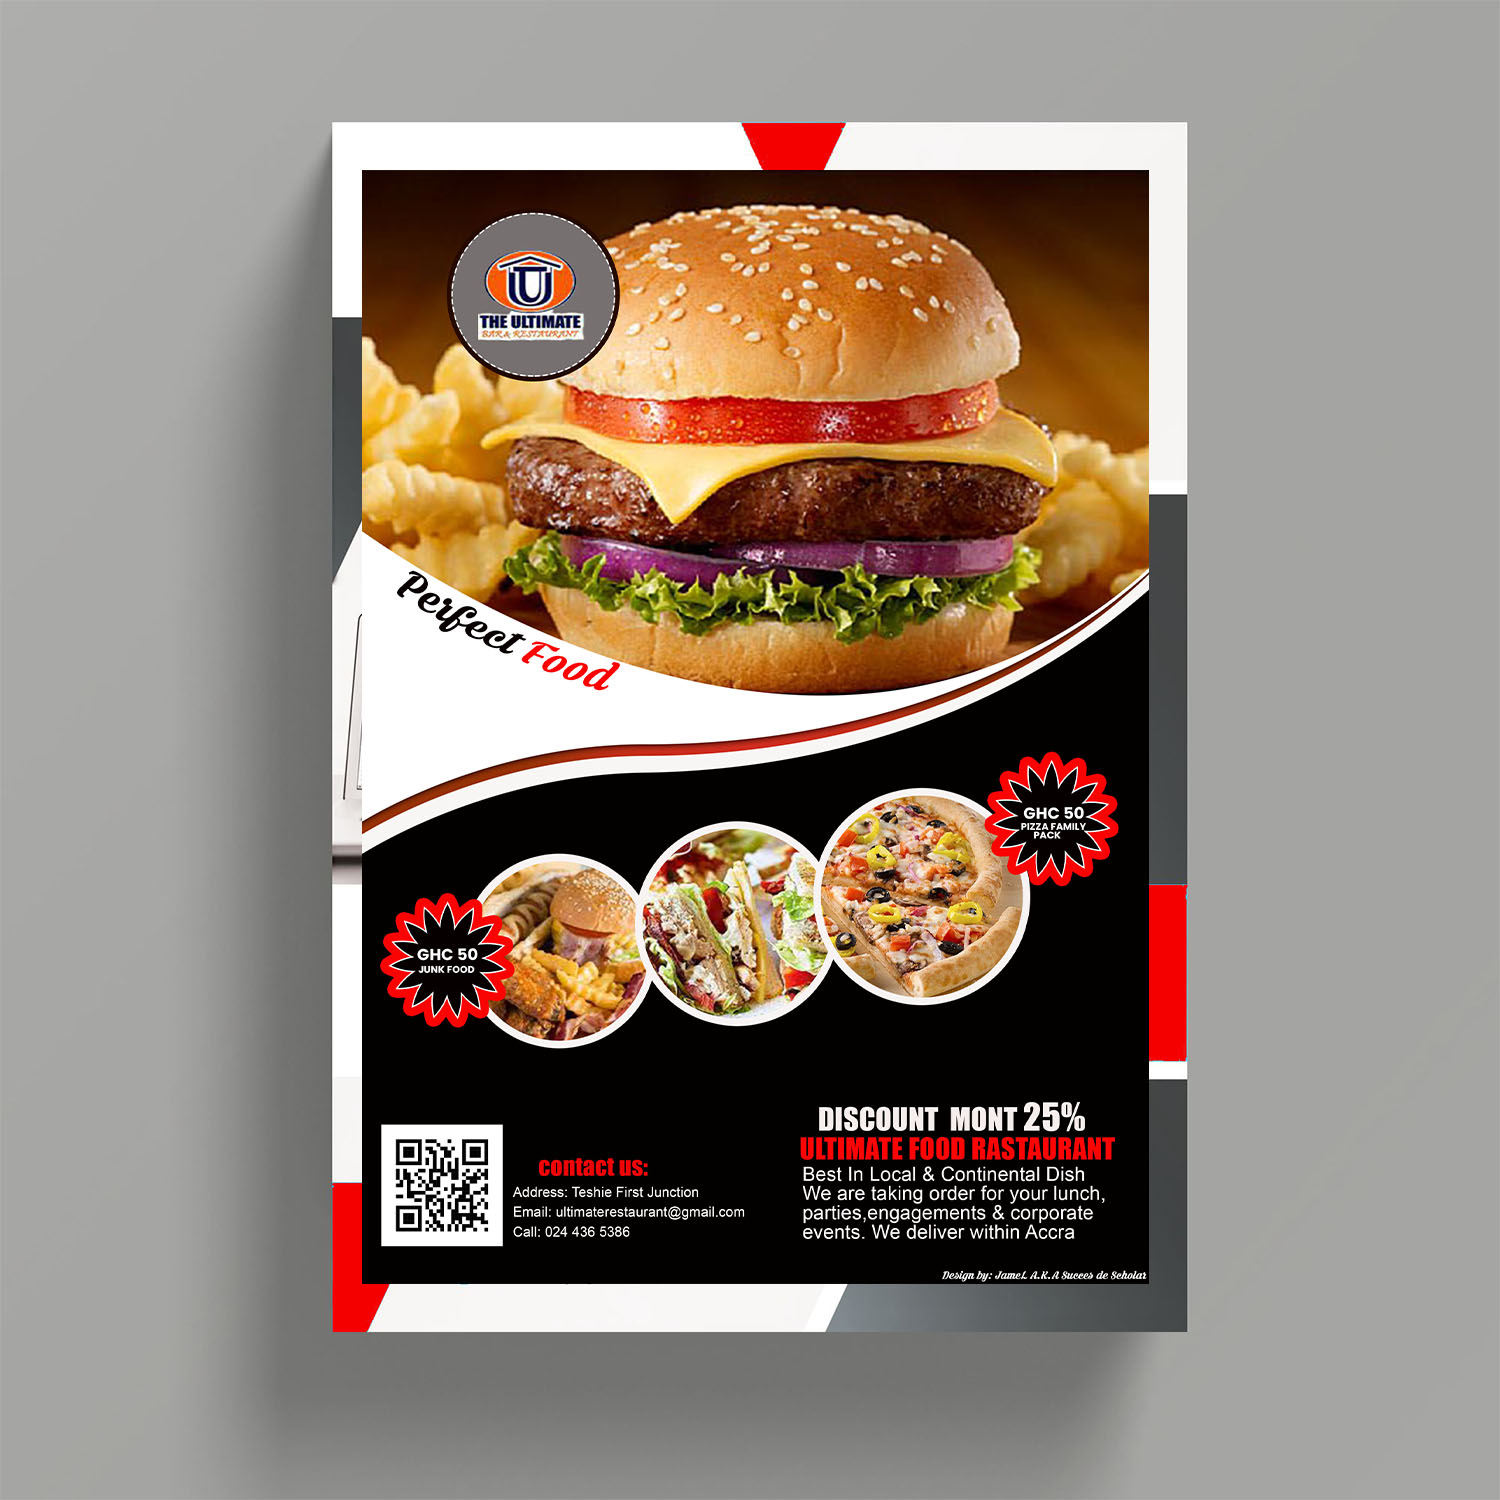 THE ULTIMATE
BAR & RESTAURANT
Perfect Food
GHC 50
PIZZA FAMILY
PACK
GHC 50
JUNK FOOD
DISCOUNT MONT 25%
ULTIMATE FOOD RASTAURANT
Best In Local & Continental Dish
We are taking order for your lunch,
parties,engagements & corporate
events. We deliver within Accra
contact us:
Address: Teshie First Junction
Email: ultimaterestaurant@gmail.com
Call: 024 436 5386
Design by: JameL A.K.A Succes de Scholar